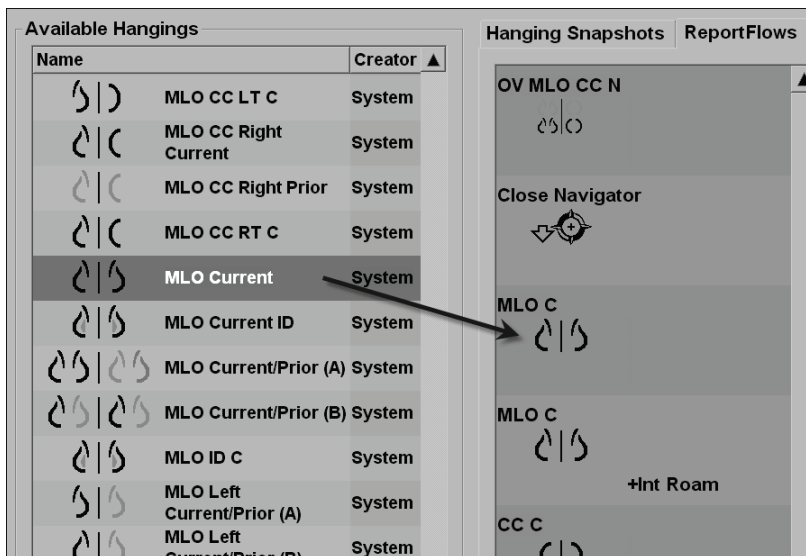 Available Hangings
Name Creator
MLO CC LT C System
MLO CC Right
Current System
MLO CC Right Prior System
MLO CC RT C System
MLO Current System
MLO Current ID System
MLO Current/Prior (A) System
MLO Current/Prior (B) System
MLO ID C System
MLO Left
Current/Prior (A) System
MLO Left
Current/Prior (B) System
Hanging Snapshots ReportFlows
OV MLO CC N
Close Navigator
MLO C
MLO C
+Int Roam
CC C